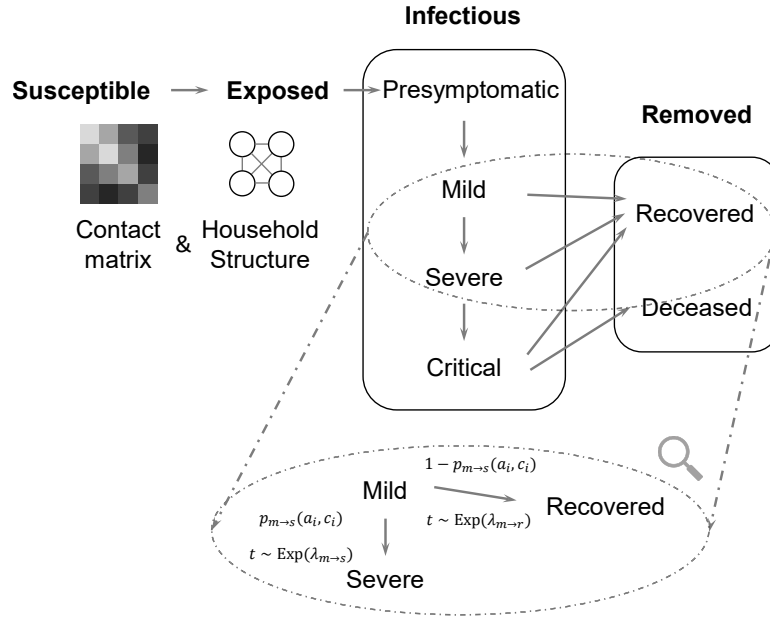 Infectious
Susceptible
Exposed
Presymptomatic
Removed
Mild
Recovered
Contact
matrix
&
Household
Structure
Severe
Deceased
Critical
1 − p_{m→s}(a_i, c_i)
Mild
Recovered
p_{m→s}(a_i, c_i)
t ~ Exp(λ_{m→r})
t ~ Exp(λ_{m→s})
Severe